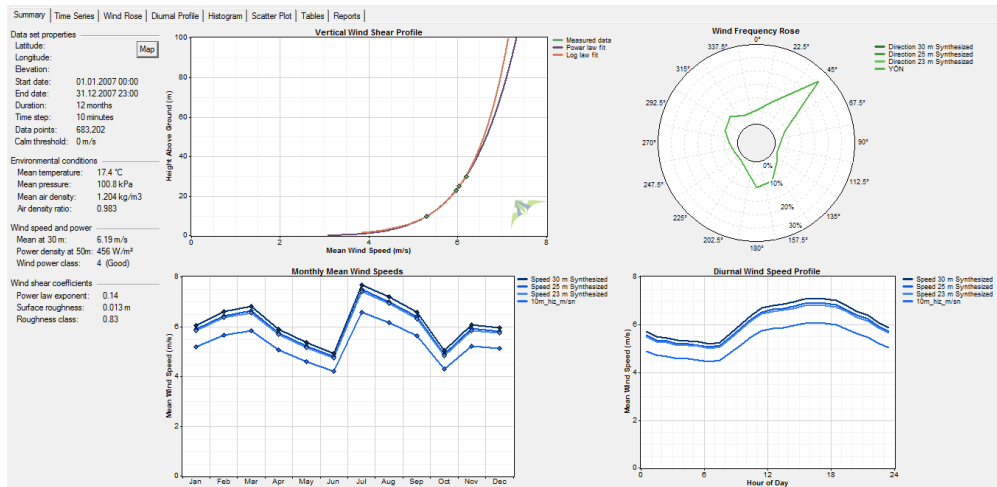 Summary Time Series Wind Rose Diurnal Profile Histogram Scatter Plot Tables Reports
Data set properties
Latitude:
Map
Longitude:
Elevation:
Start date: 01.01.2007 00:00
End date: 31.12.2007 23:00
Duration: 12 months
Time step: 10 minutes
Data points: 683,202
Calm threshold: 0 m/s
Environmental conditions
Mean temperature: 17.4 °C
Mean pressure: 100.8 kPa
Mean air density: 1.204 kg/m3
Air density ratio: 0.983
Wind speed and power
Mean at 30 m: 6.19 m/s
Power density at 50m: 456 W/m²
Wind power class: 4 (Good)
Wind shear coefficients
Power law exponent: 0.14
Surface roughness: 0.013 m
Roughness class: 0.83
Vertical Wind Shear Profile
Measured data
Power law fit
Log law fit
Height Above Ground (m)
100
80
60
40
20
0
0 2 4 6 8
Mean Wind Speed (m/s)
Wind Frequency Rose
Direction 30 m Synthesized
Direction 25 m Synthesized
Direction 23 m Synthesized
YÖN
0°
22.5°
45°
67.5°
90°
112.5°
135°
157.5°
180°
202.5°
225°
247.5°
270°
292.5°
315°
337.5°
0%
10%
20%
30%
Monthly Mean Wind Speeds
Speed 30 m Synthesized
Speed 25 m Synthesized
Speed 23 m Synthesized
10m_hiz_m/sn
Mean Wind Speed (m/s)
8
6
4
2
0
Jan Feb Mar Apr May Jun Jul Aug Sep Oct Nov Dec
Diurnal Wind Speed Profile
Speed 30 m Synthesized
Speed 25 m Synthesized
Speed 23 m Synthesized
10m_hiz_m/sn
Mean Wind Speed (m/s)
8
6
4
2
0
0 6 12 18 24
Hour of Day